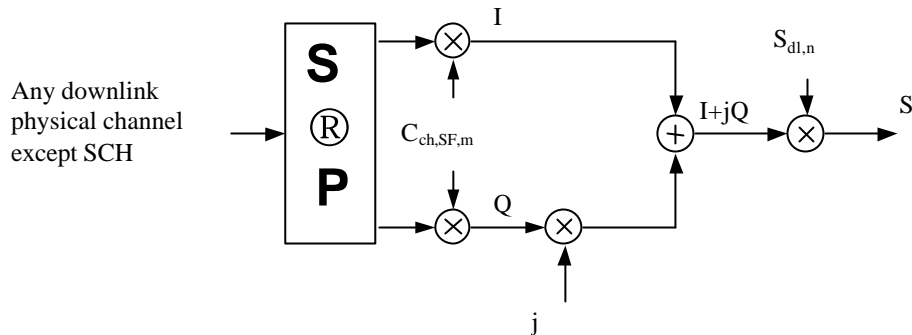 Any downlink
physical channel
except SCH
S
®
P
I
C_ch,SF,m
Q
j
I+jQ
S_dl,n
S